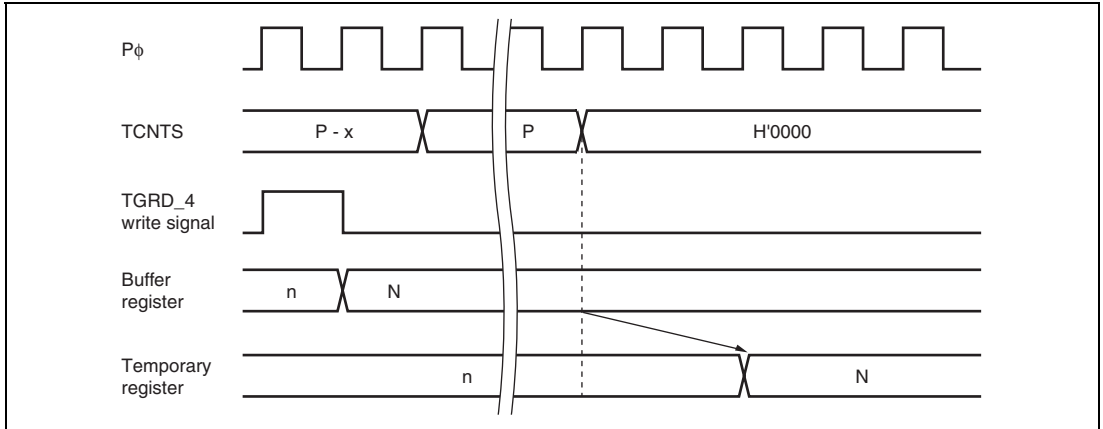 Pϕ
TCNTS
P - x
P
H'0000
TGRD_4
write signal
Buffer
register
n
N
Temporary
register
n
N